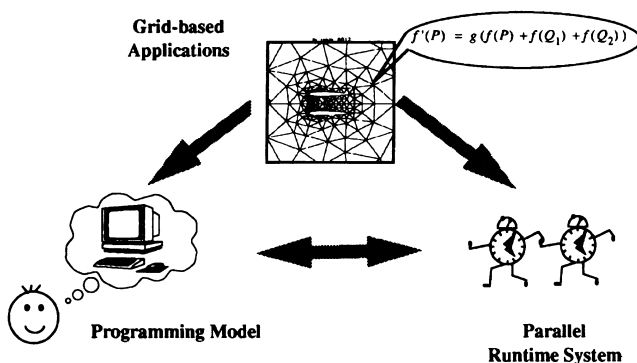 Grid-based
Applications
f'(P) = g(f(P)+f(Q₁)+f(Q₂))
Programming Model
Parallel
Runtime System